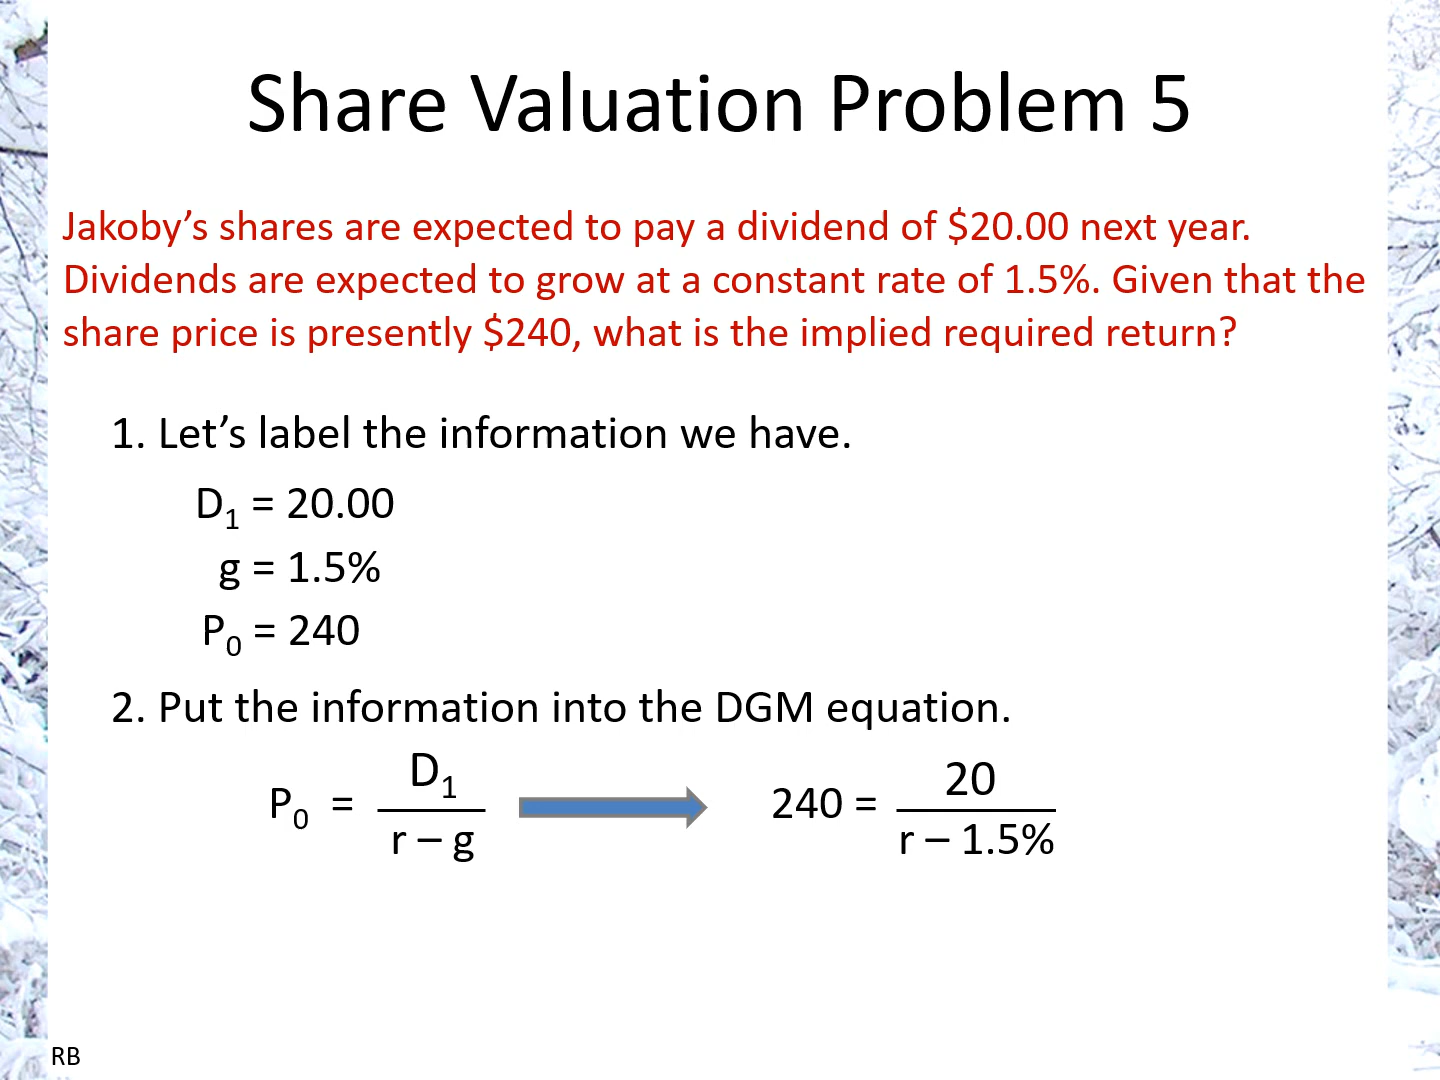 Share Valuation Problem 5
Jakoby’s shares are expected to pay a dividend of $20.00 next year.
Dividends are expected to grow at a constant rate of 1.5%. Given that the
share price is presently $240, what is the implied required return?
1. Let’s label the information we have.
D1 = 20.00
g = 1.5%
P0 = 240
2. Put the information into the DGM equation.
P0 = D1 / r – g
240 = 20 / r – 1.5%
RB